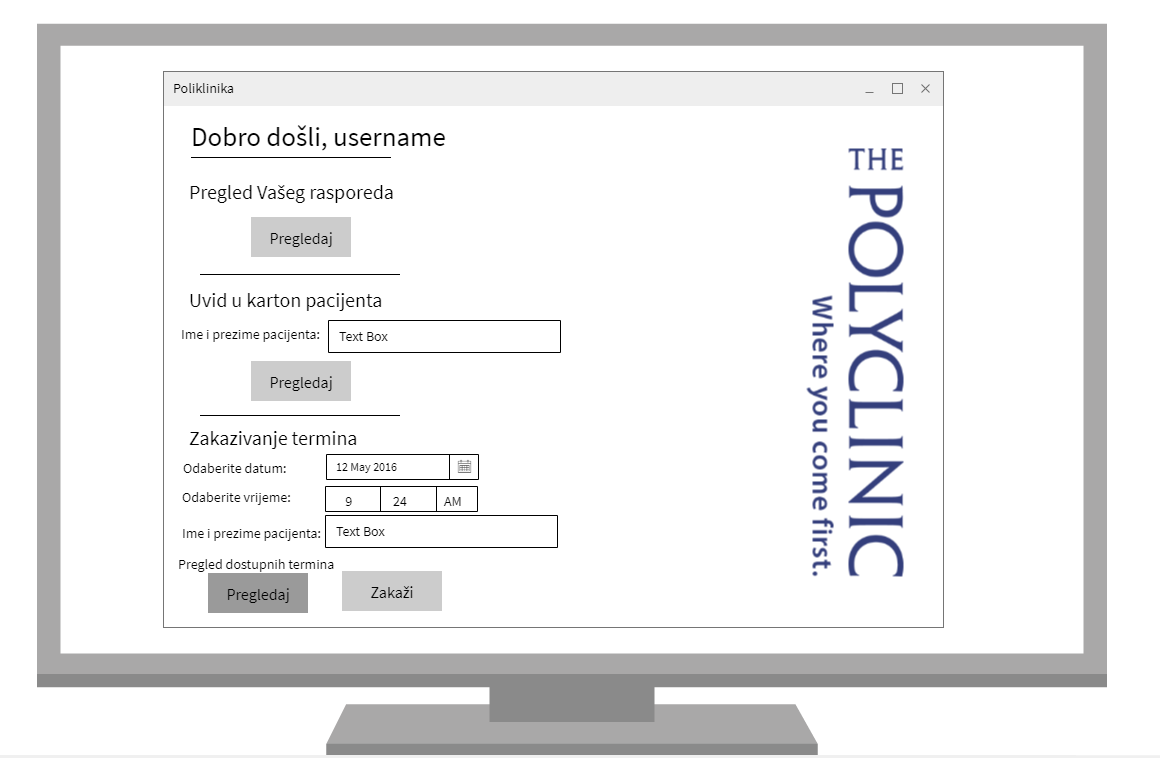 Poliklinika
Dobro došli, username
Pregled Vašeg rasporeda
Pregledaj
Uvid u karton pacijenta
Ime i prezime pacijenta: Text Box
Pregledaj
Zakazivanje termina
Odaberite datum: 12 May 2016
Odaberite vrijeme: 9 24 AM
Ime i prezime pacijenta: Text Box
Pregled dostupnih termina
Pregledaj Zakaži
THE POLYCLINIC
Where you come first.